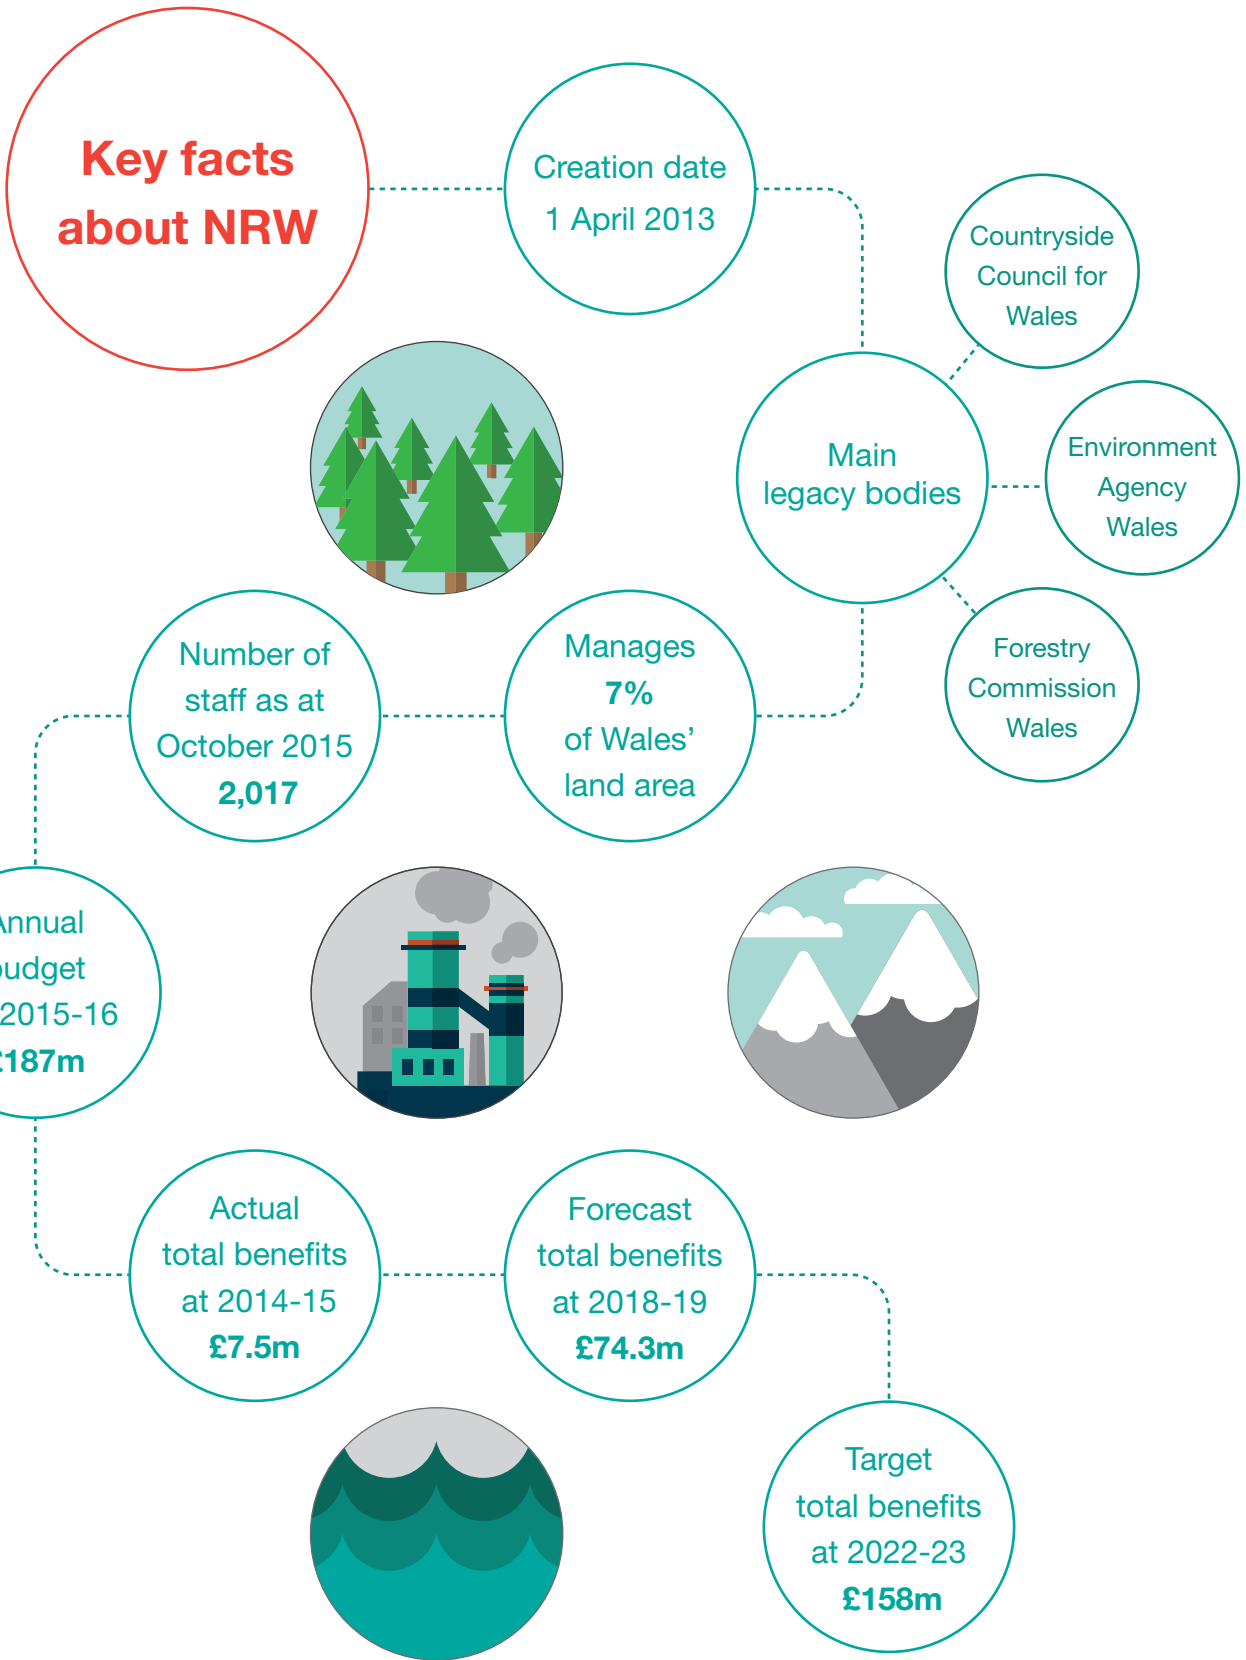 Key facts
about NRW
Creation date
1 April 2013
Main
legacy bodies
Countryside
Council for
Wales
Environment
Agency
Wales
Forestry
Commission
Wales
Manages
7%
of Wales’
land area
Number of
staff as at
October 2015
2,017
Annual
budget
2015-16
£187m
Actual
total benefits
at 2014-15
£7.5m
Forecast
total benefits
at 2018-19
£74.3m
Target
total benefits
at 2022-23
£158m